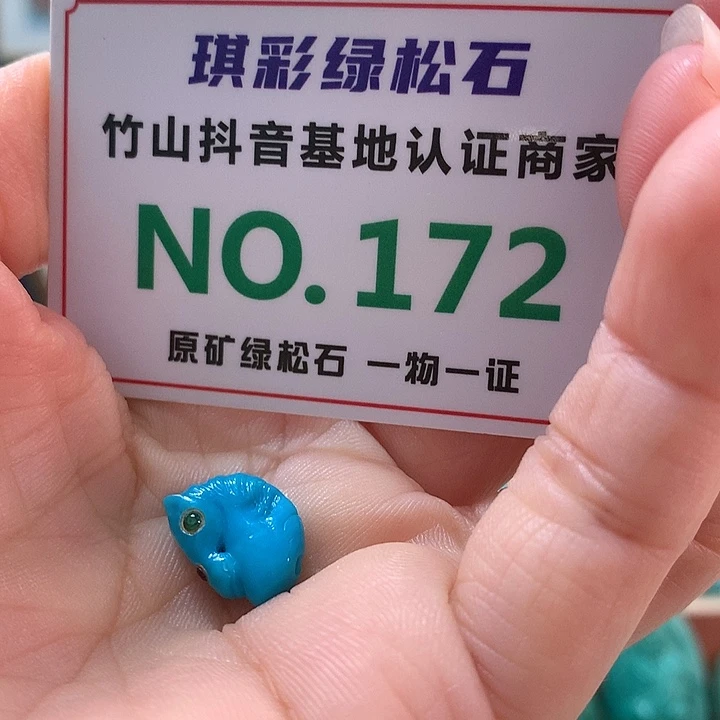 琪彩绿松石
竹山抖音基地认证商家
NO.172
原矿绿松石 一物一证